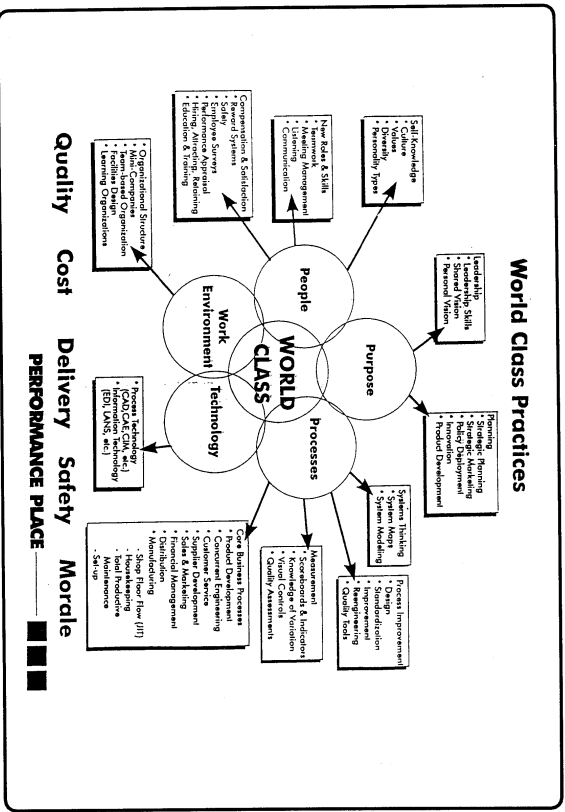 World Class Practices
Leadership
• Leadership Skills
• Shared Vision
• Personal Vision
Planning
• Strategic Planning
• Strategic Marketing
• Policy Deployment
• Innovation
• Product Development
Self-Knowledge
• Culture
• Values
• Diversity
• Personality Types
New Roles & Skills
• Teamwork
• Meeting Management
• Listening
• Communication
Compensation & Satisfaction
• Reward Systems
• Safety
• Employee Surveys
• Performance Appraisal
• Hiring, Attracting, Retaining
• Education & Training
• Organizational Structure
• Mini-Companies
• Team-based Organization
• Facilities Design
• Learning Organizations
Purpose
People
Processes
WORLD
CLASS
Work
Environment
Technology
Systems Thinking
• System Maps
• System Modeling
Process Improvement
• Design
• Standardization
• Improvement
• Reengineering
• Quality Tools
Measurement
• Scoreboards & Indicators
• Knowledge of Variation
• Visual Controls
• Quality Assessments
Core Business Processes
• Product Development
• Concurrent Engineering
• Customer Service
• Supplier Development
• Sales & Marketing
• Financial Management
• Distribution
• Manufacturing
- Shop Floor Flow (JIT)
- Housekeeping
- Total Productive
Maintenance
- Set-up
• Process Technology
(CAD, CAE, CIM, etc.)
• Information Technology
(EDI, LANS, etc.)
Quality Cost Delivery Safety Morale
PERFORMANCE PLACE